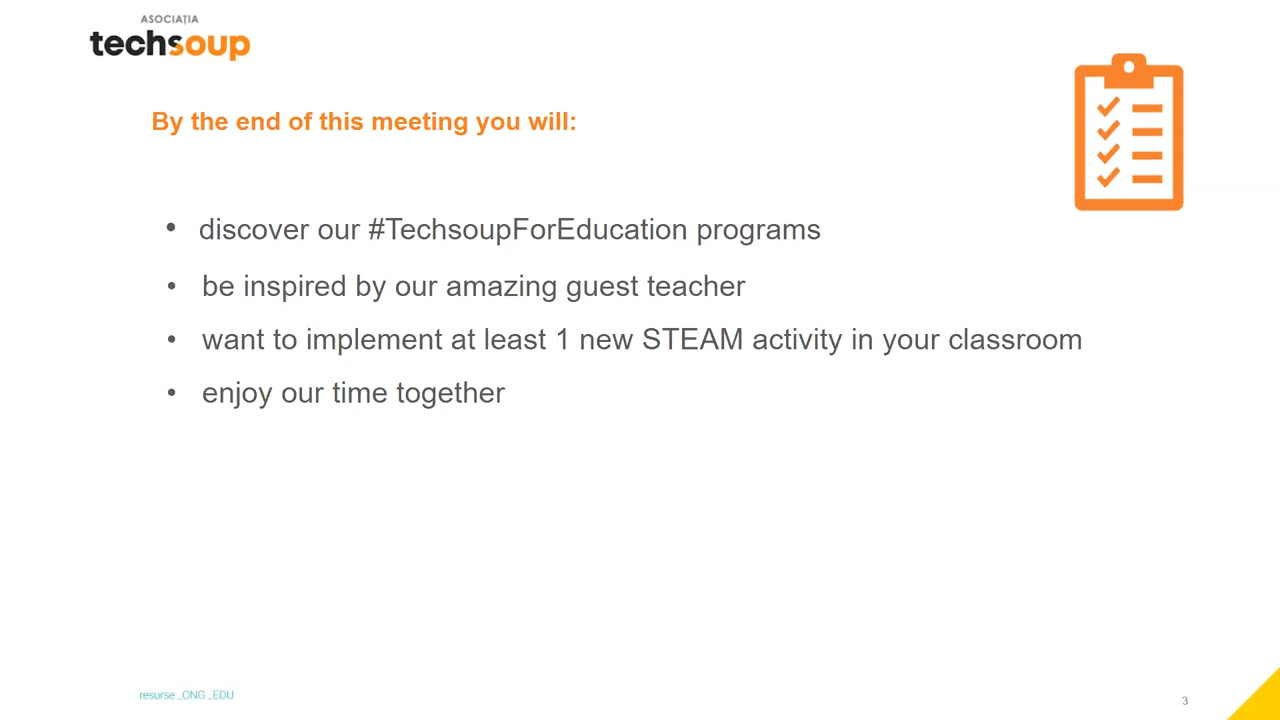 ASOCIAȚIA
techsoup
By the end of this meeting you will:
• discover our #TechsoupForEducation programs
• be inspired by our amazing guest teacher
• want to implement at least 1 new STEAM activity in your classroom
• enjoy our time together
resurse_ONG_EDU
3